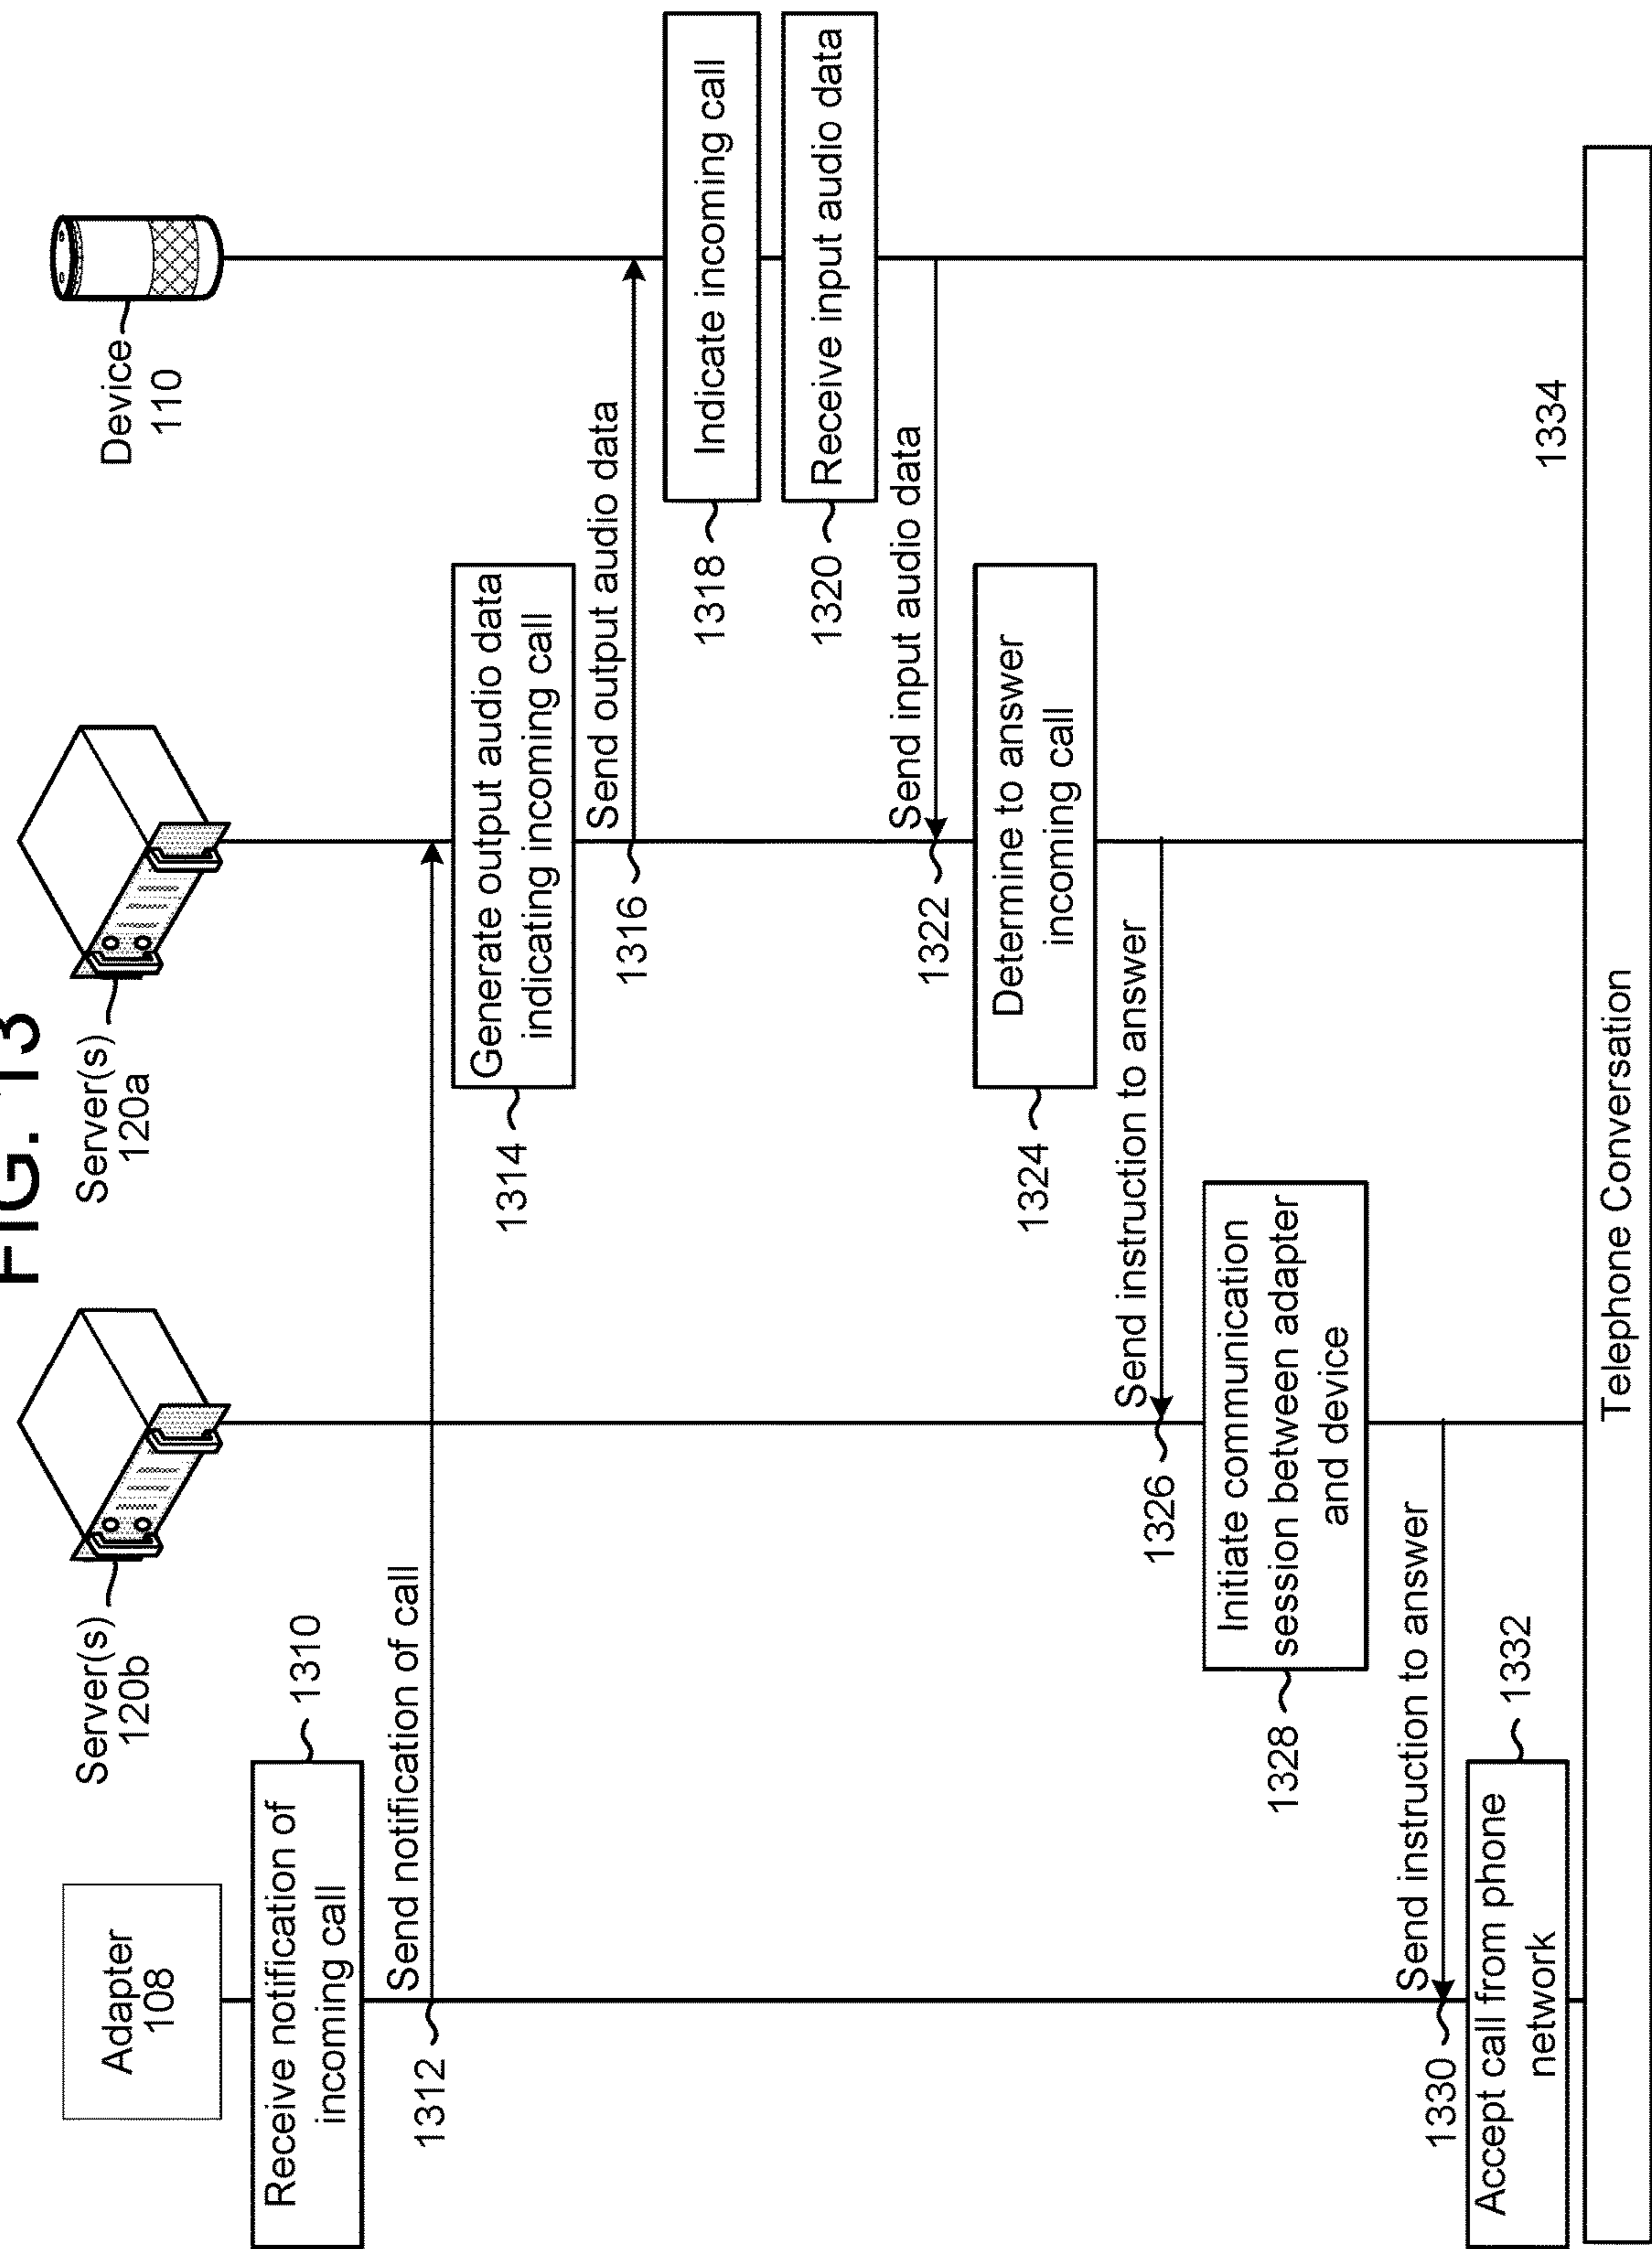 FIG. 13
Adapter
108
Server(s)
120b
Server(s)
120a
Device
110
Receive notification of
incoming call
1310
Send notification of call
1312
Generate output audio data
indicating incoming call
1314
Send output audio data
1316
Indicate incoming call
1318
Receive input audio data
1320
Send input audio data
1322
Determine to answer
incoming call
1324
Send instruction to answer
1326
Initiate communication
session between adapter
and device
1328
Send instruction to answer
1330
Accept call from phone
network
1332
1334
Telephone Conversation